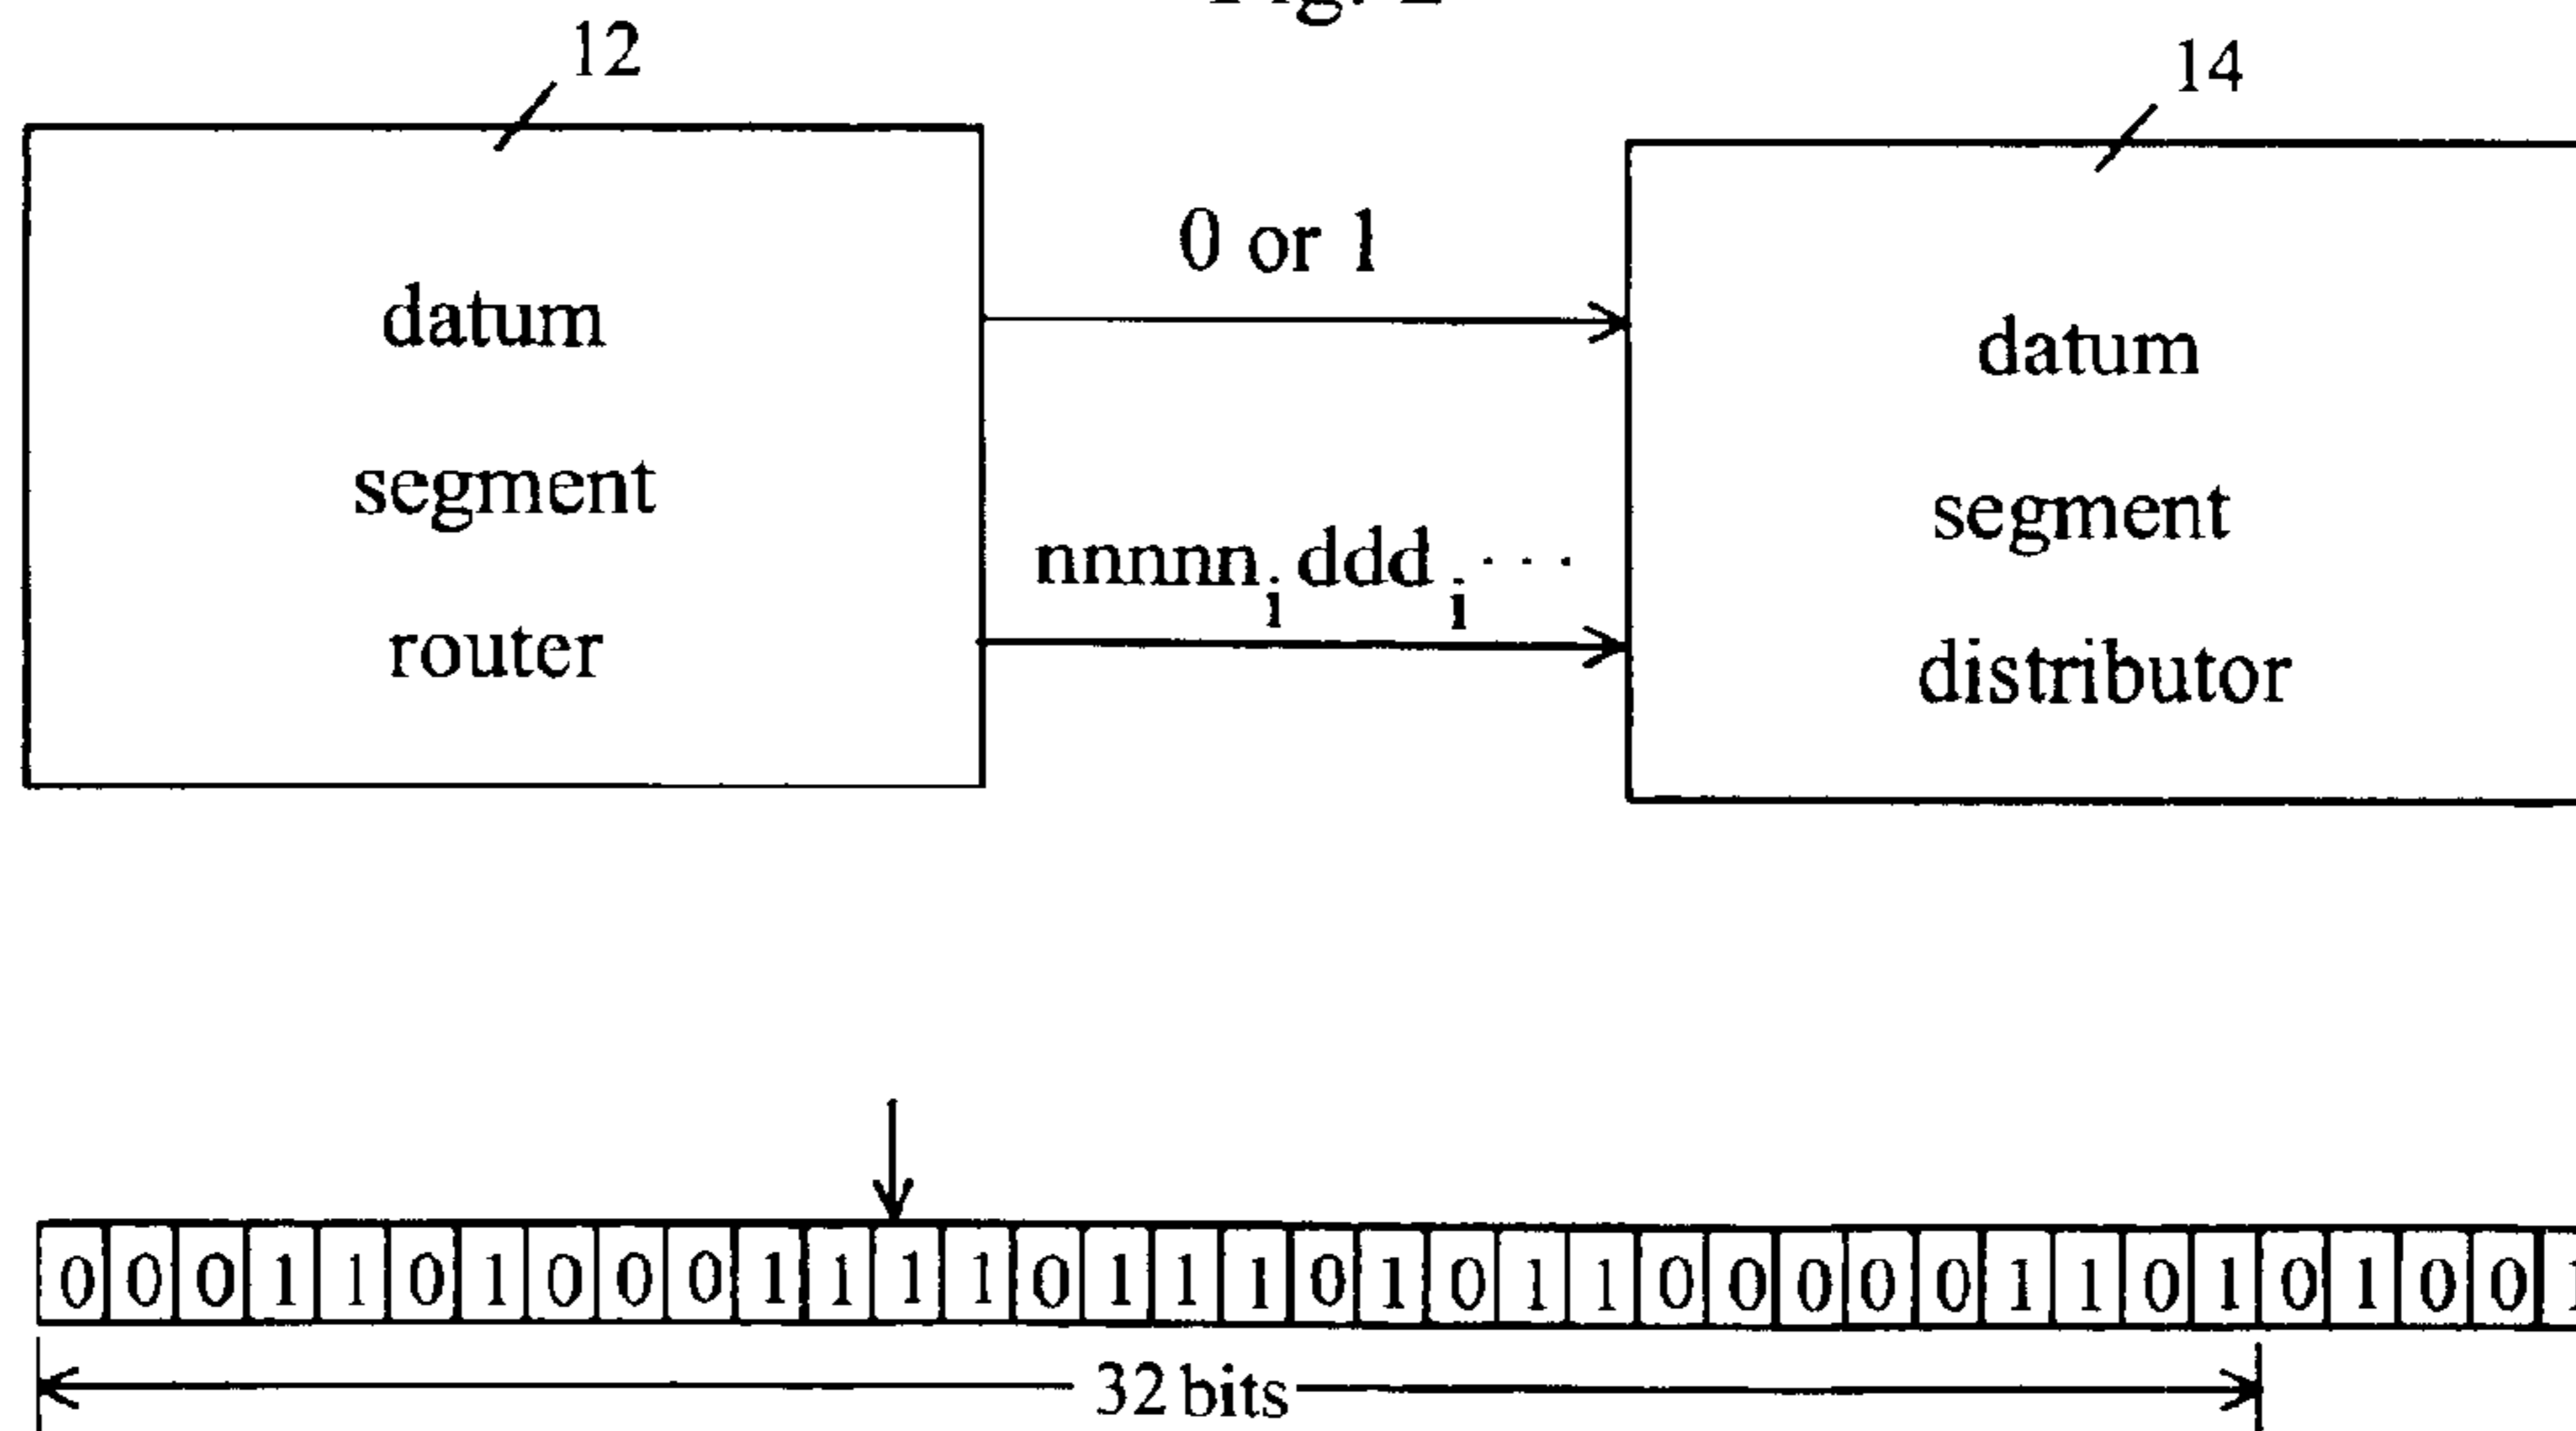 12
14
datum
segment
router
0 or 1
nnnnn i ddd i ...
datum
segment
distributor
0 0 0 1 1 0 1 0 0 0 1 1 1 1 0 1 1 1 0 1 0 1 1 0 0 0 0 0 1 1 0 1 0 1 0 0 1
32 bits